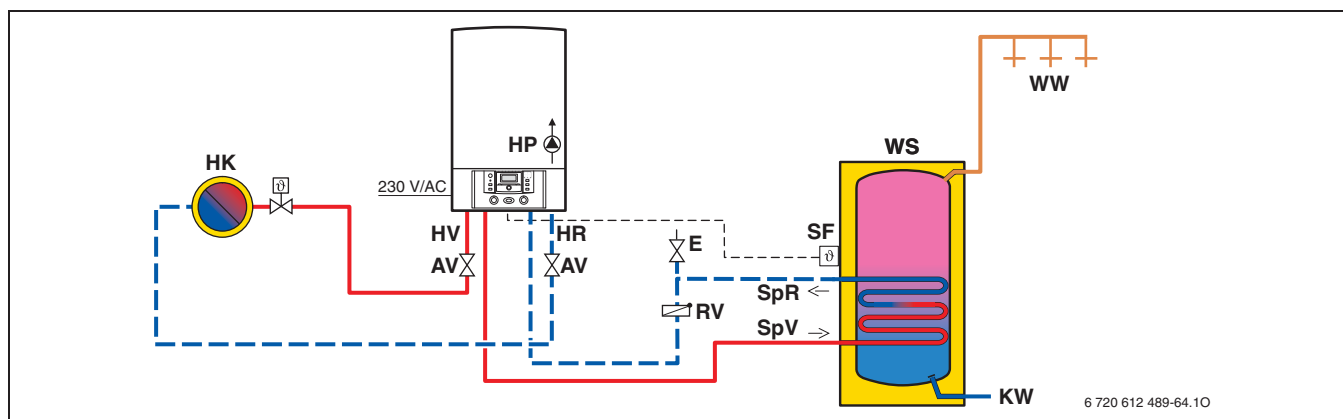 WW
HP
WS
HK
ϑ
230 V/AC
HV
HR
E
SF
ϑ
AV
AV
SpR
RV
SpV
KW
6 720 612 489-64.1O